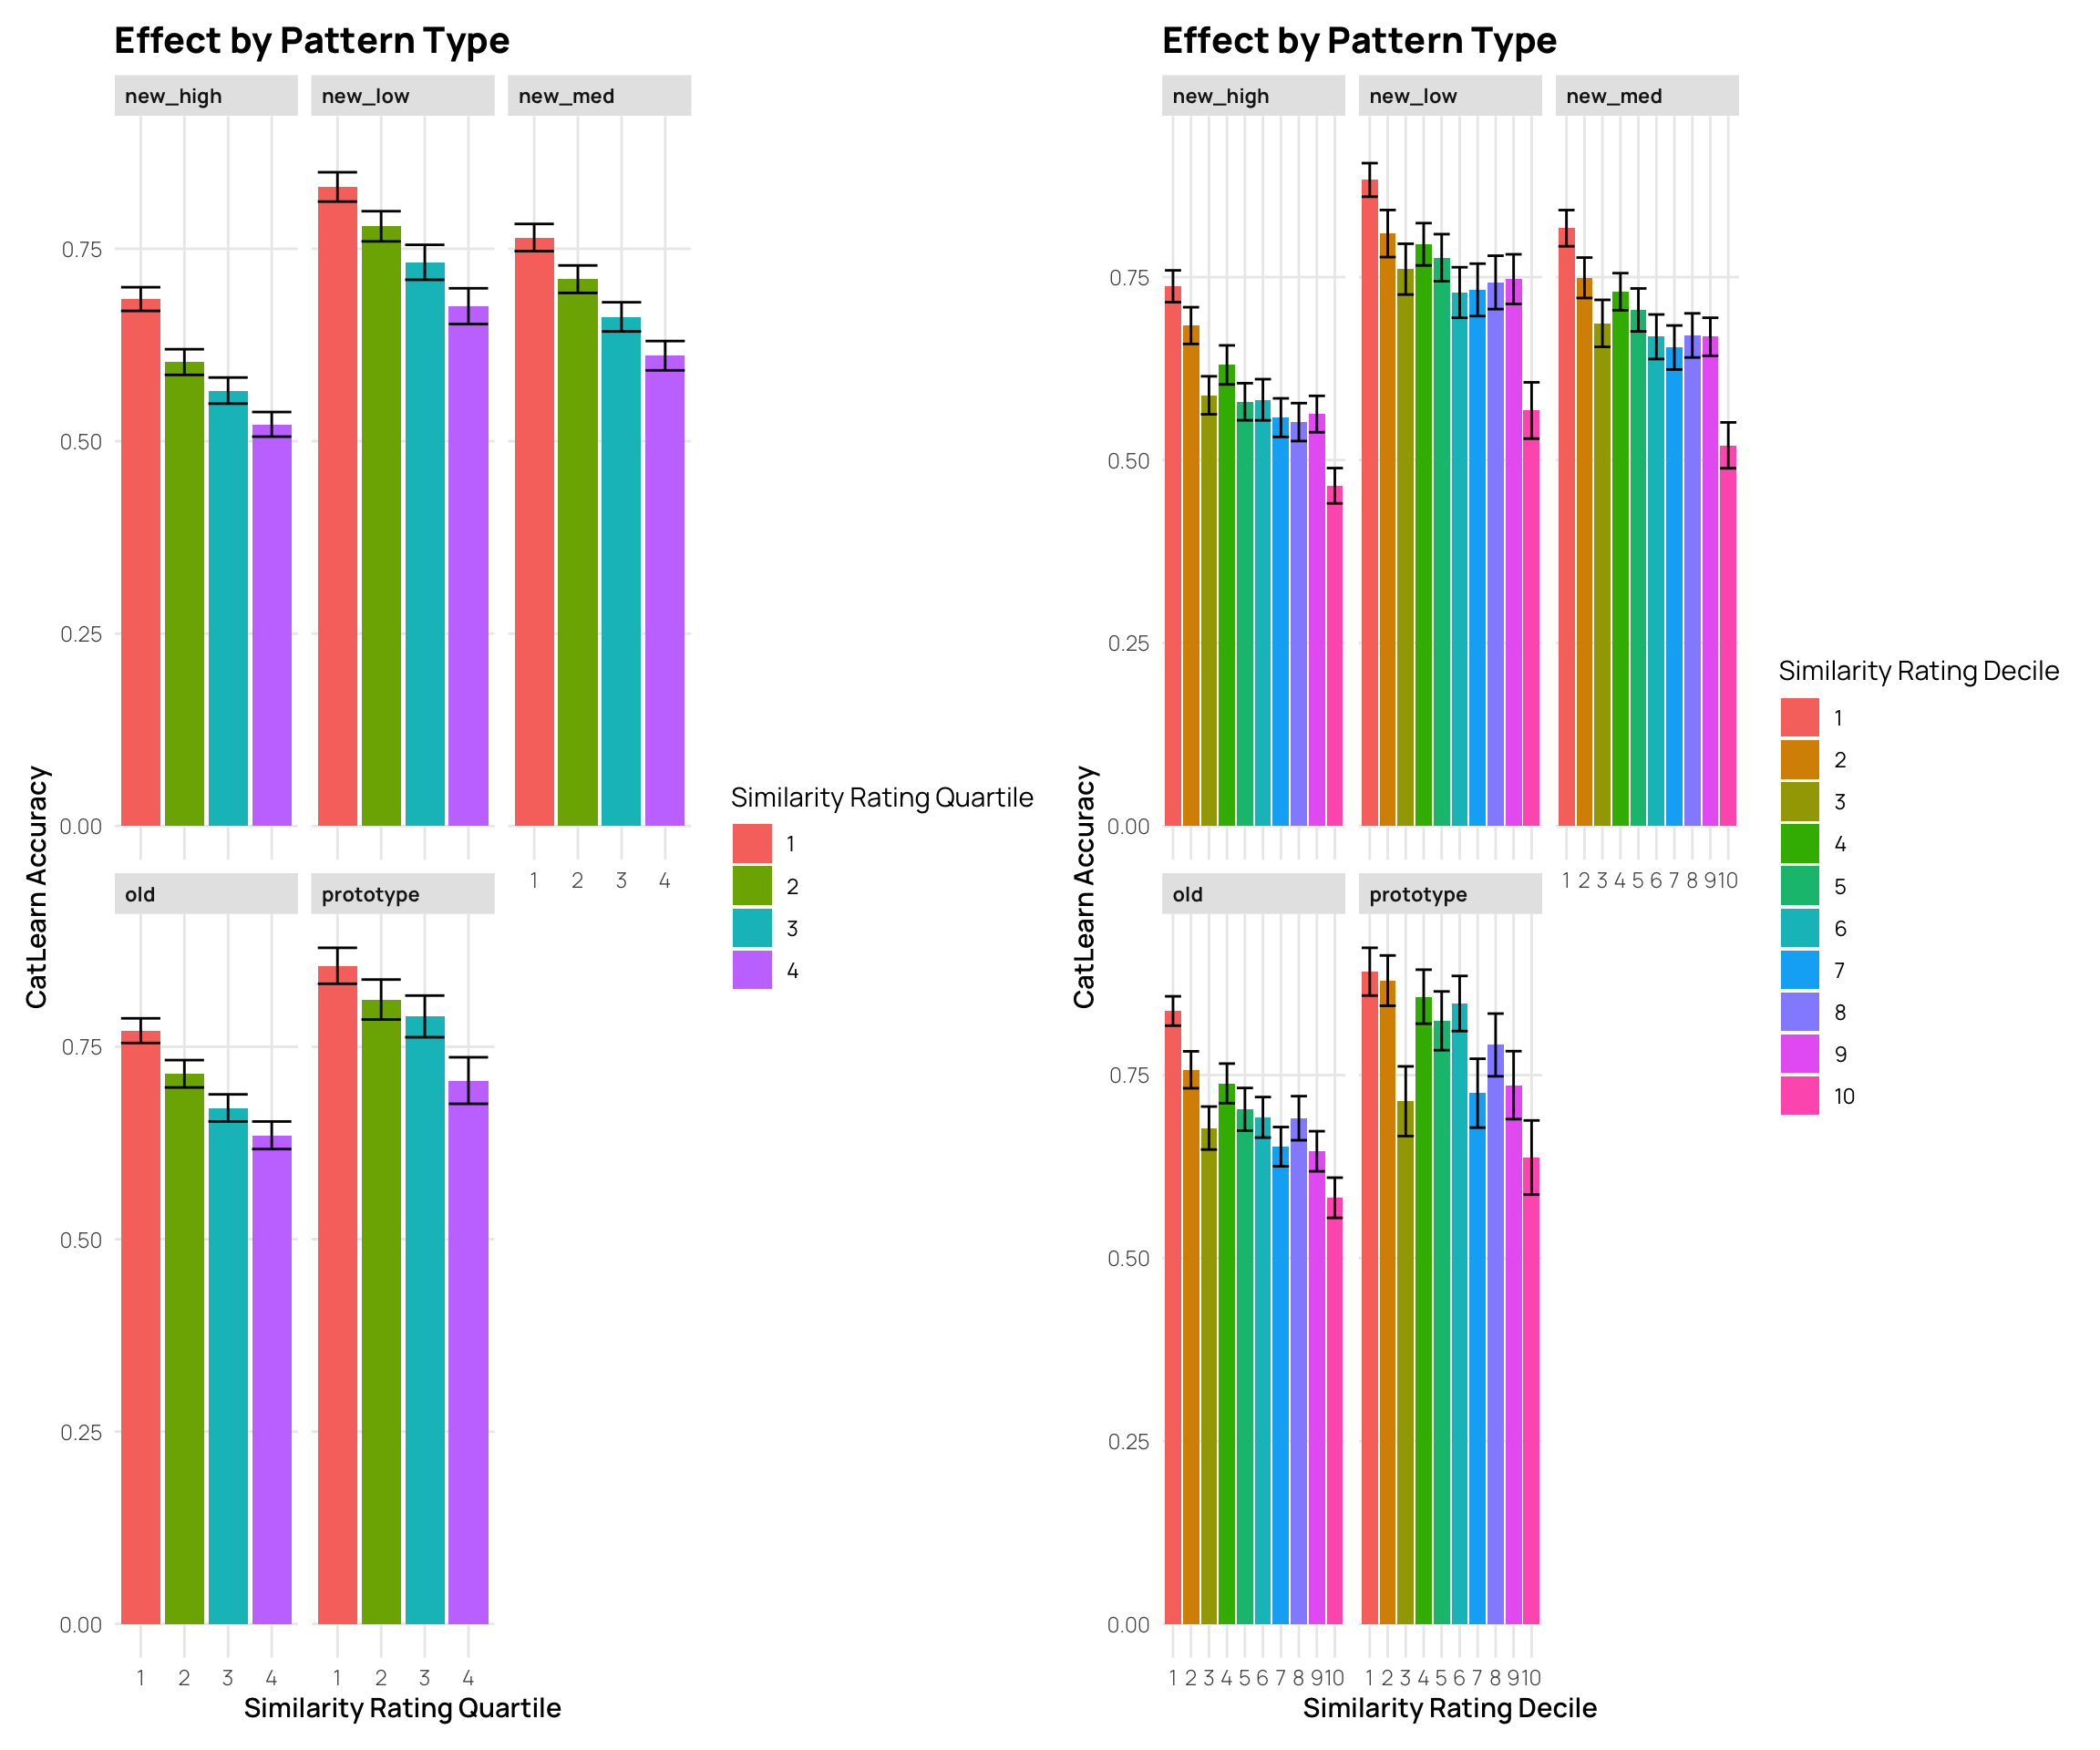 Effect by Pattern Type
new_high new_low new_med
0.75
0.50
0.25
0.00
1 2 3 4
old prototype
0.75
0.50
0.25
0.00
1 2 3 4 1 2 3 4
Similarity Rating Quartile
CatLearn Accuracy
Similarity Rating Quartile
1
2
3
4
Effect by Pattern Type
new_high new_low new_med
0.75
0.50
0.25
0.00
1 2 3 4 5 6 7 8 9 10
old prototype
0.75
0.50
0.25
0.00
1 2 3 4 5 6 7 8 9 10 1 2 3 4 5 6 7 8 9 10
Similarity Rating Decile
CatLearn Accuracy
Similarity Rating Decile
1
2
3
4
5
6
7
8
9
10